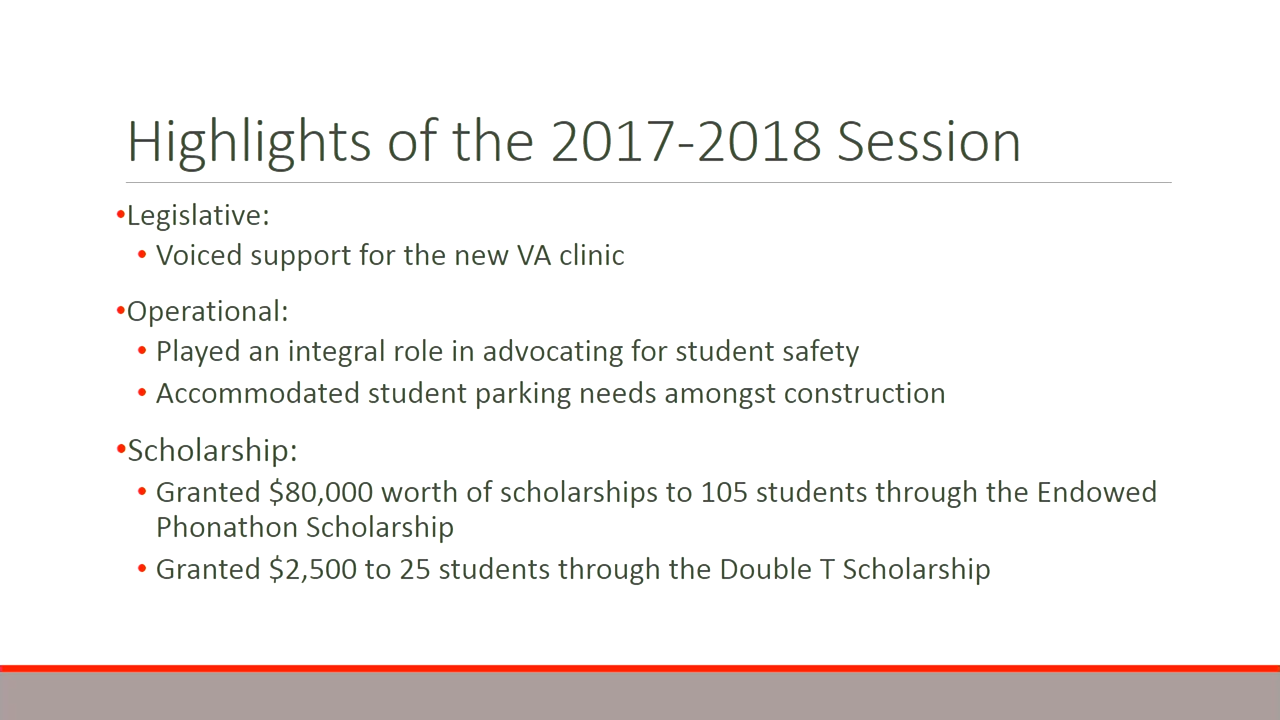 Highlights of the 2017-2018 Session
•Legislative:
• Voiced support for the new VA clinic
•Operational:
• Played an integral role in advocating for student safety
• Accommodated student parking needs amongst construction
•Scholarship:
• Granted $80,000 worth of scholarships to 105 students through the Endowed
Phonathon Scholarship
• Granted $2,500 to 25 students through the Double T Scholarship